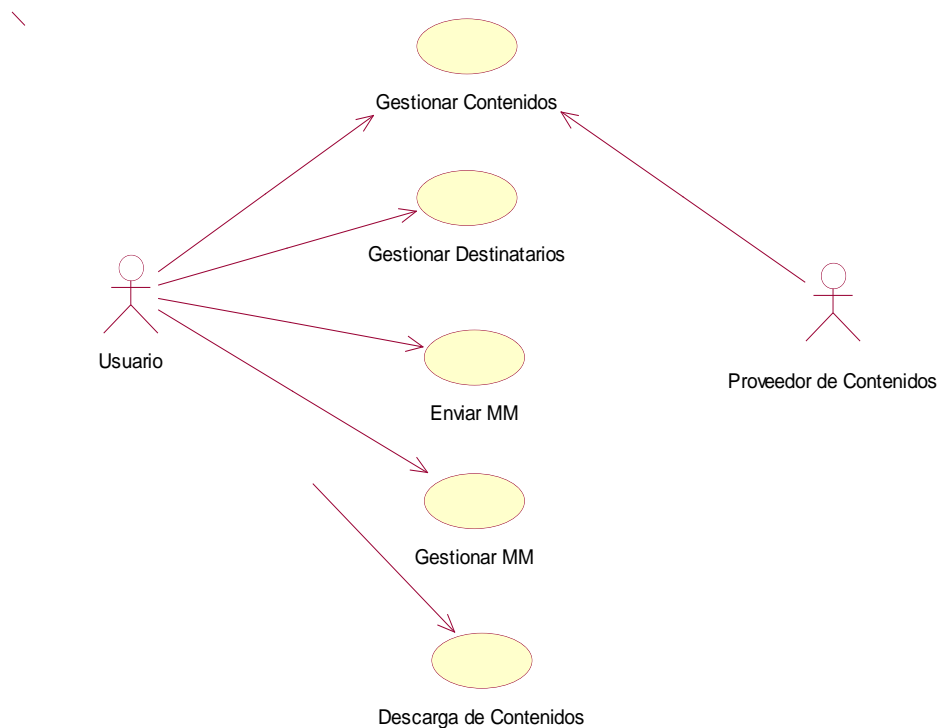 Gestionar Contenidos
Gestionar Destinatarios
Usuario
Proveedor de Contenidos
Enviar MM
Gestionar MM
Descarga de Contenidos